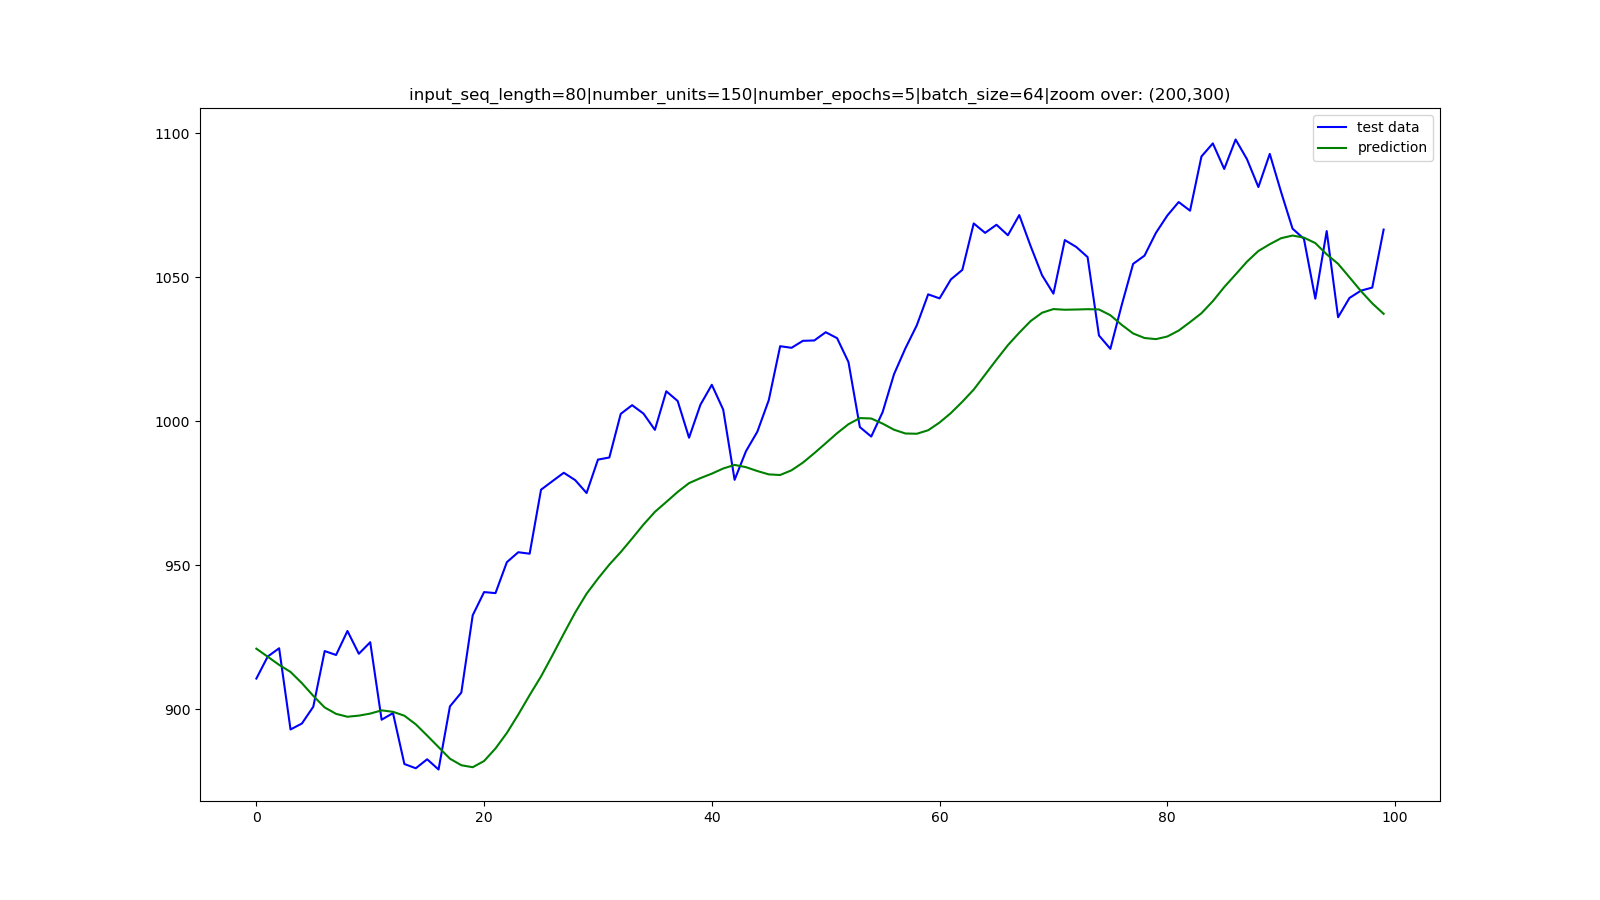 input_seq_length=80|number_units=150|number_epochs=5|batch_size=64|zoom over: (200,300)
test data
prediction
1100
1050
1000
950
900
0 20 40 60 80 100